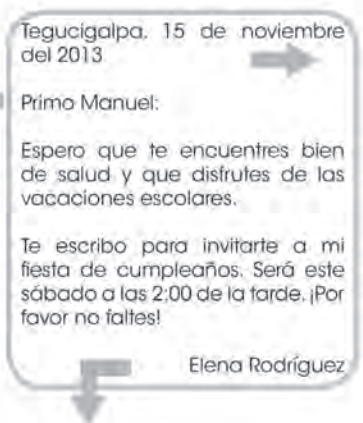 Tegucigalpa, 15 de noviembre
del 2013
Primo Manuel:
Espero que te encuentres bien
de salud y que disfrutes de las
vacaciones escolares.
Te escribo para invitarte a mi
fiesta de cumpleaños. Será este
sábado a las 2:00 de la tarde. ¡Por
favor no faltes!
Elena Rodríguez